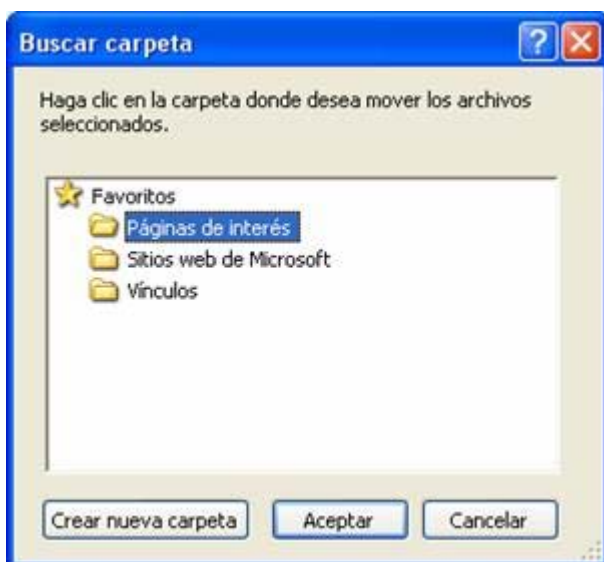 Buscar carpeta
Haga clic en la carpeta donde desea mover los archivos
seleccionados.
Favoritos
Páginas de interés
Sitios web de Microsoft
Vínculos
Crear nueva carpeta
Aceptar
Cancelar